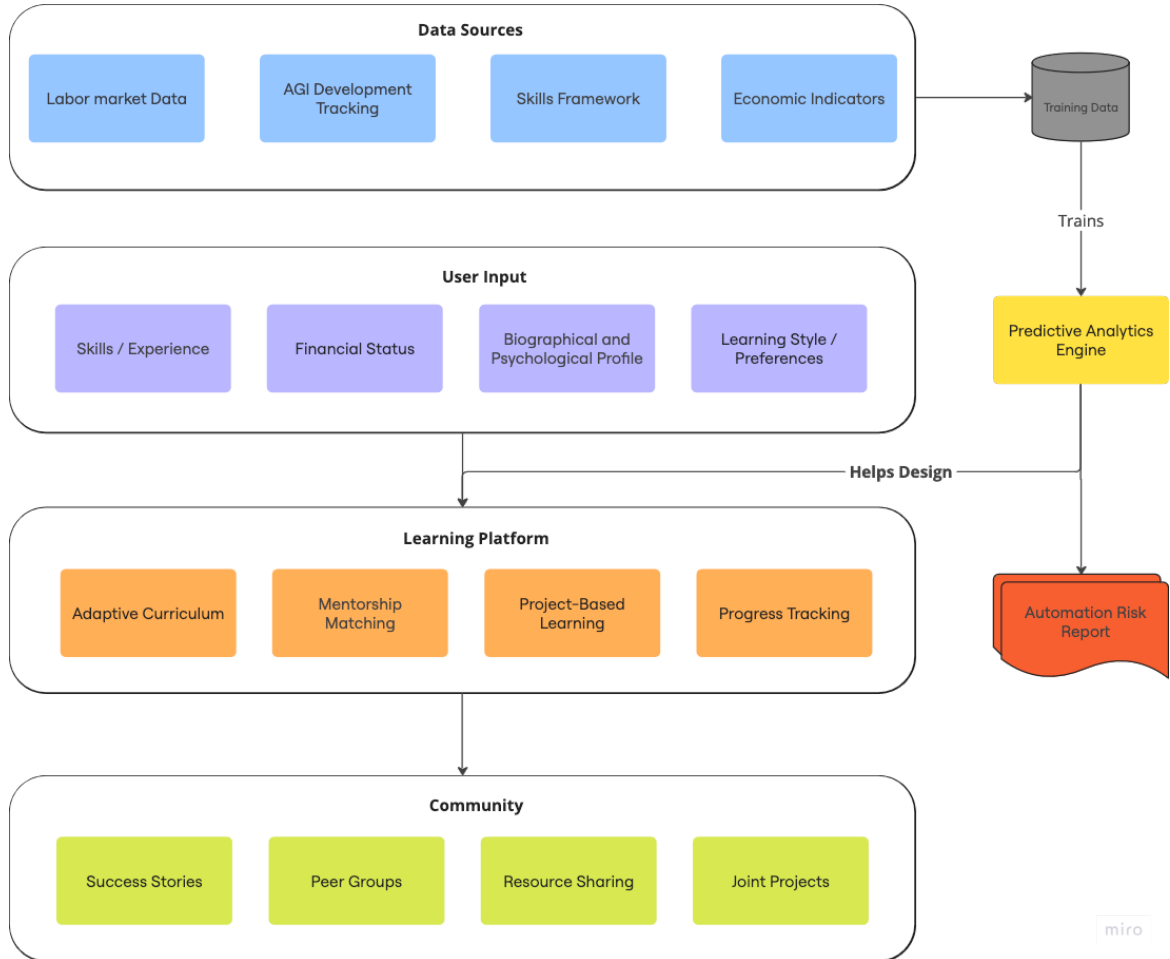 Data Sources
Labor market Data
AGI Development
Tracking
Skills Framework
Economic Indicators
Training Data
Trains
User Input
Skills / Experience
Financial Status
Biographical and
Psychological Profile
Learning Style /
Preferences
Predictive Analytics
Engine
Helps Design
Learning Platform
Adaptive Curriculum
Mentorship
Matching
Project-Based
Learning
Progress Tracking
Automation Risk
Report
Community
Success Stories
Peer Groups
Resource Sharing
Joint Projects
miro